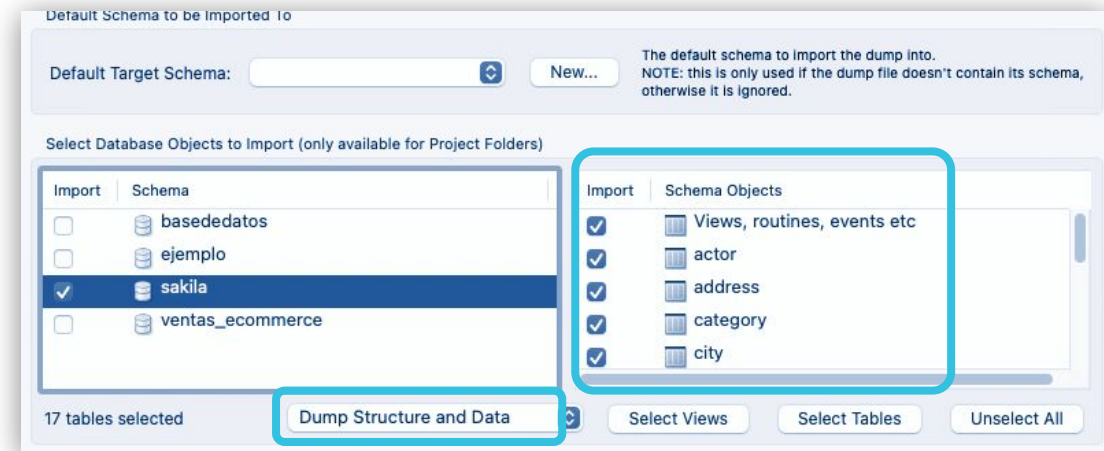 Default Schema to be Imported To
Default Target Schema:
New...
The default schema to import the dump into.
NOTE: this is only used if the dump file doesn't contain its schema,
otherwise it is ignored.
Select Database Objects to Import (only available for Project Folders)
Import Schema
basededatos
ejemplo
sakila
ventas_ecommerce
Import Schema Objects
Views, routines, events etc
actor
address
category
city
17 tables selected Dump Structure and Data Select Views Select Tables Unselect All